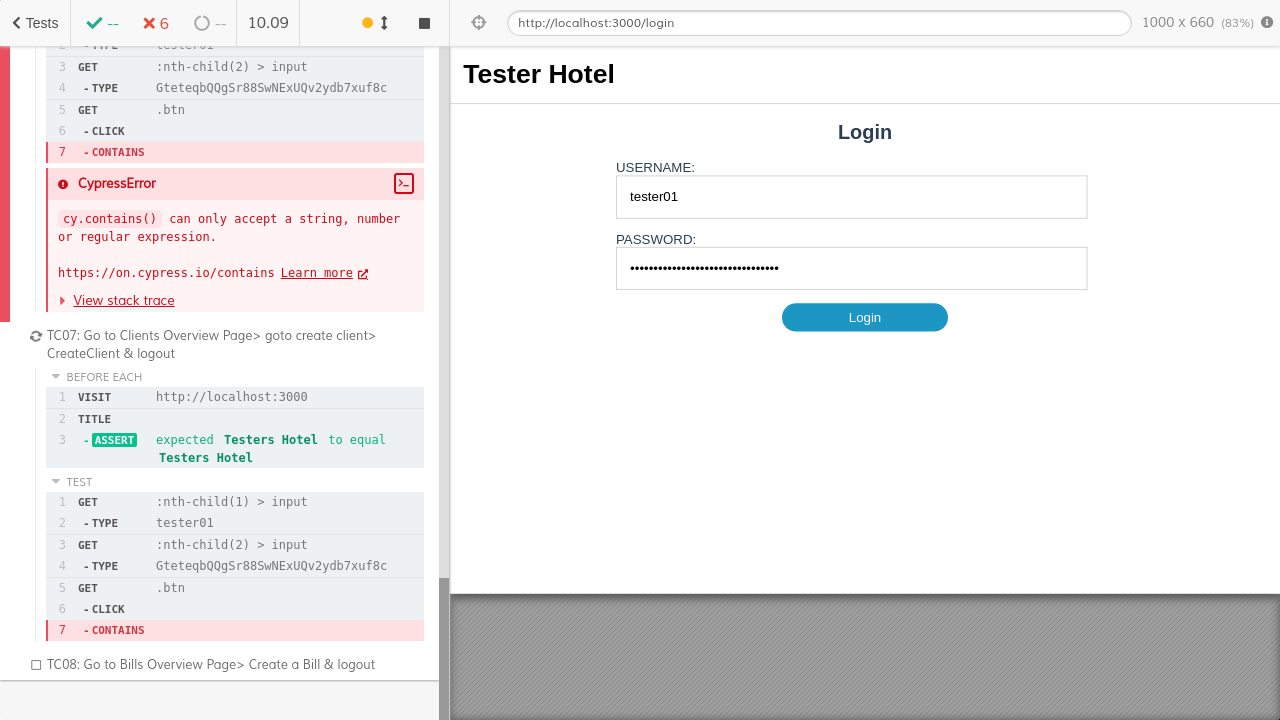 Tests
--
6
--
10.09
http://localhost:3000/login
1000 x 660 (83%)
2 - TYPE tester01
3 GET :nth-child(2) > input
4 - TYPE GteteqbQQgSr88SwNExUQv2ydb7xuf8c
5 GET .btn
6 - CLICK
7 - CONTAINS
CypressError
cy.contains() can only accept a string, number
or regular expression.
https://on.cypress.io/contains Learn more
View stack trace
TC07: Go to Clients Overview Page> goto create client>
CreateClient & logout
BEFORE EACH
1 VISIT http://localhost:3000
2 TITLE
3 - ASSERT expected Testers Hotel to equal
Testers Hotel
TEST
1 GET :nth-child(1) > input
2 - TYPE tester01
3 GET :nth-child(2) > input
4 - TYPE GteteqbQQgSr88SwNExUQv2ydb7xuf8c
5 GET .btn
6 - CLICK
7 - CONTAINS
TC08: Go to Bills Overview Page> Create a Bill & logout
Tester Hotel
Login
USERNAME:
tester01
PASSWORD:
•••••••••••••••••••••••••••••••••
Login